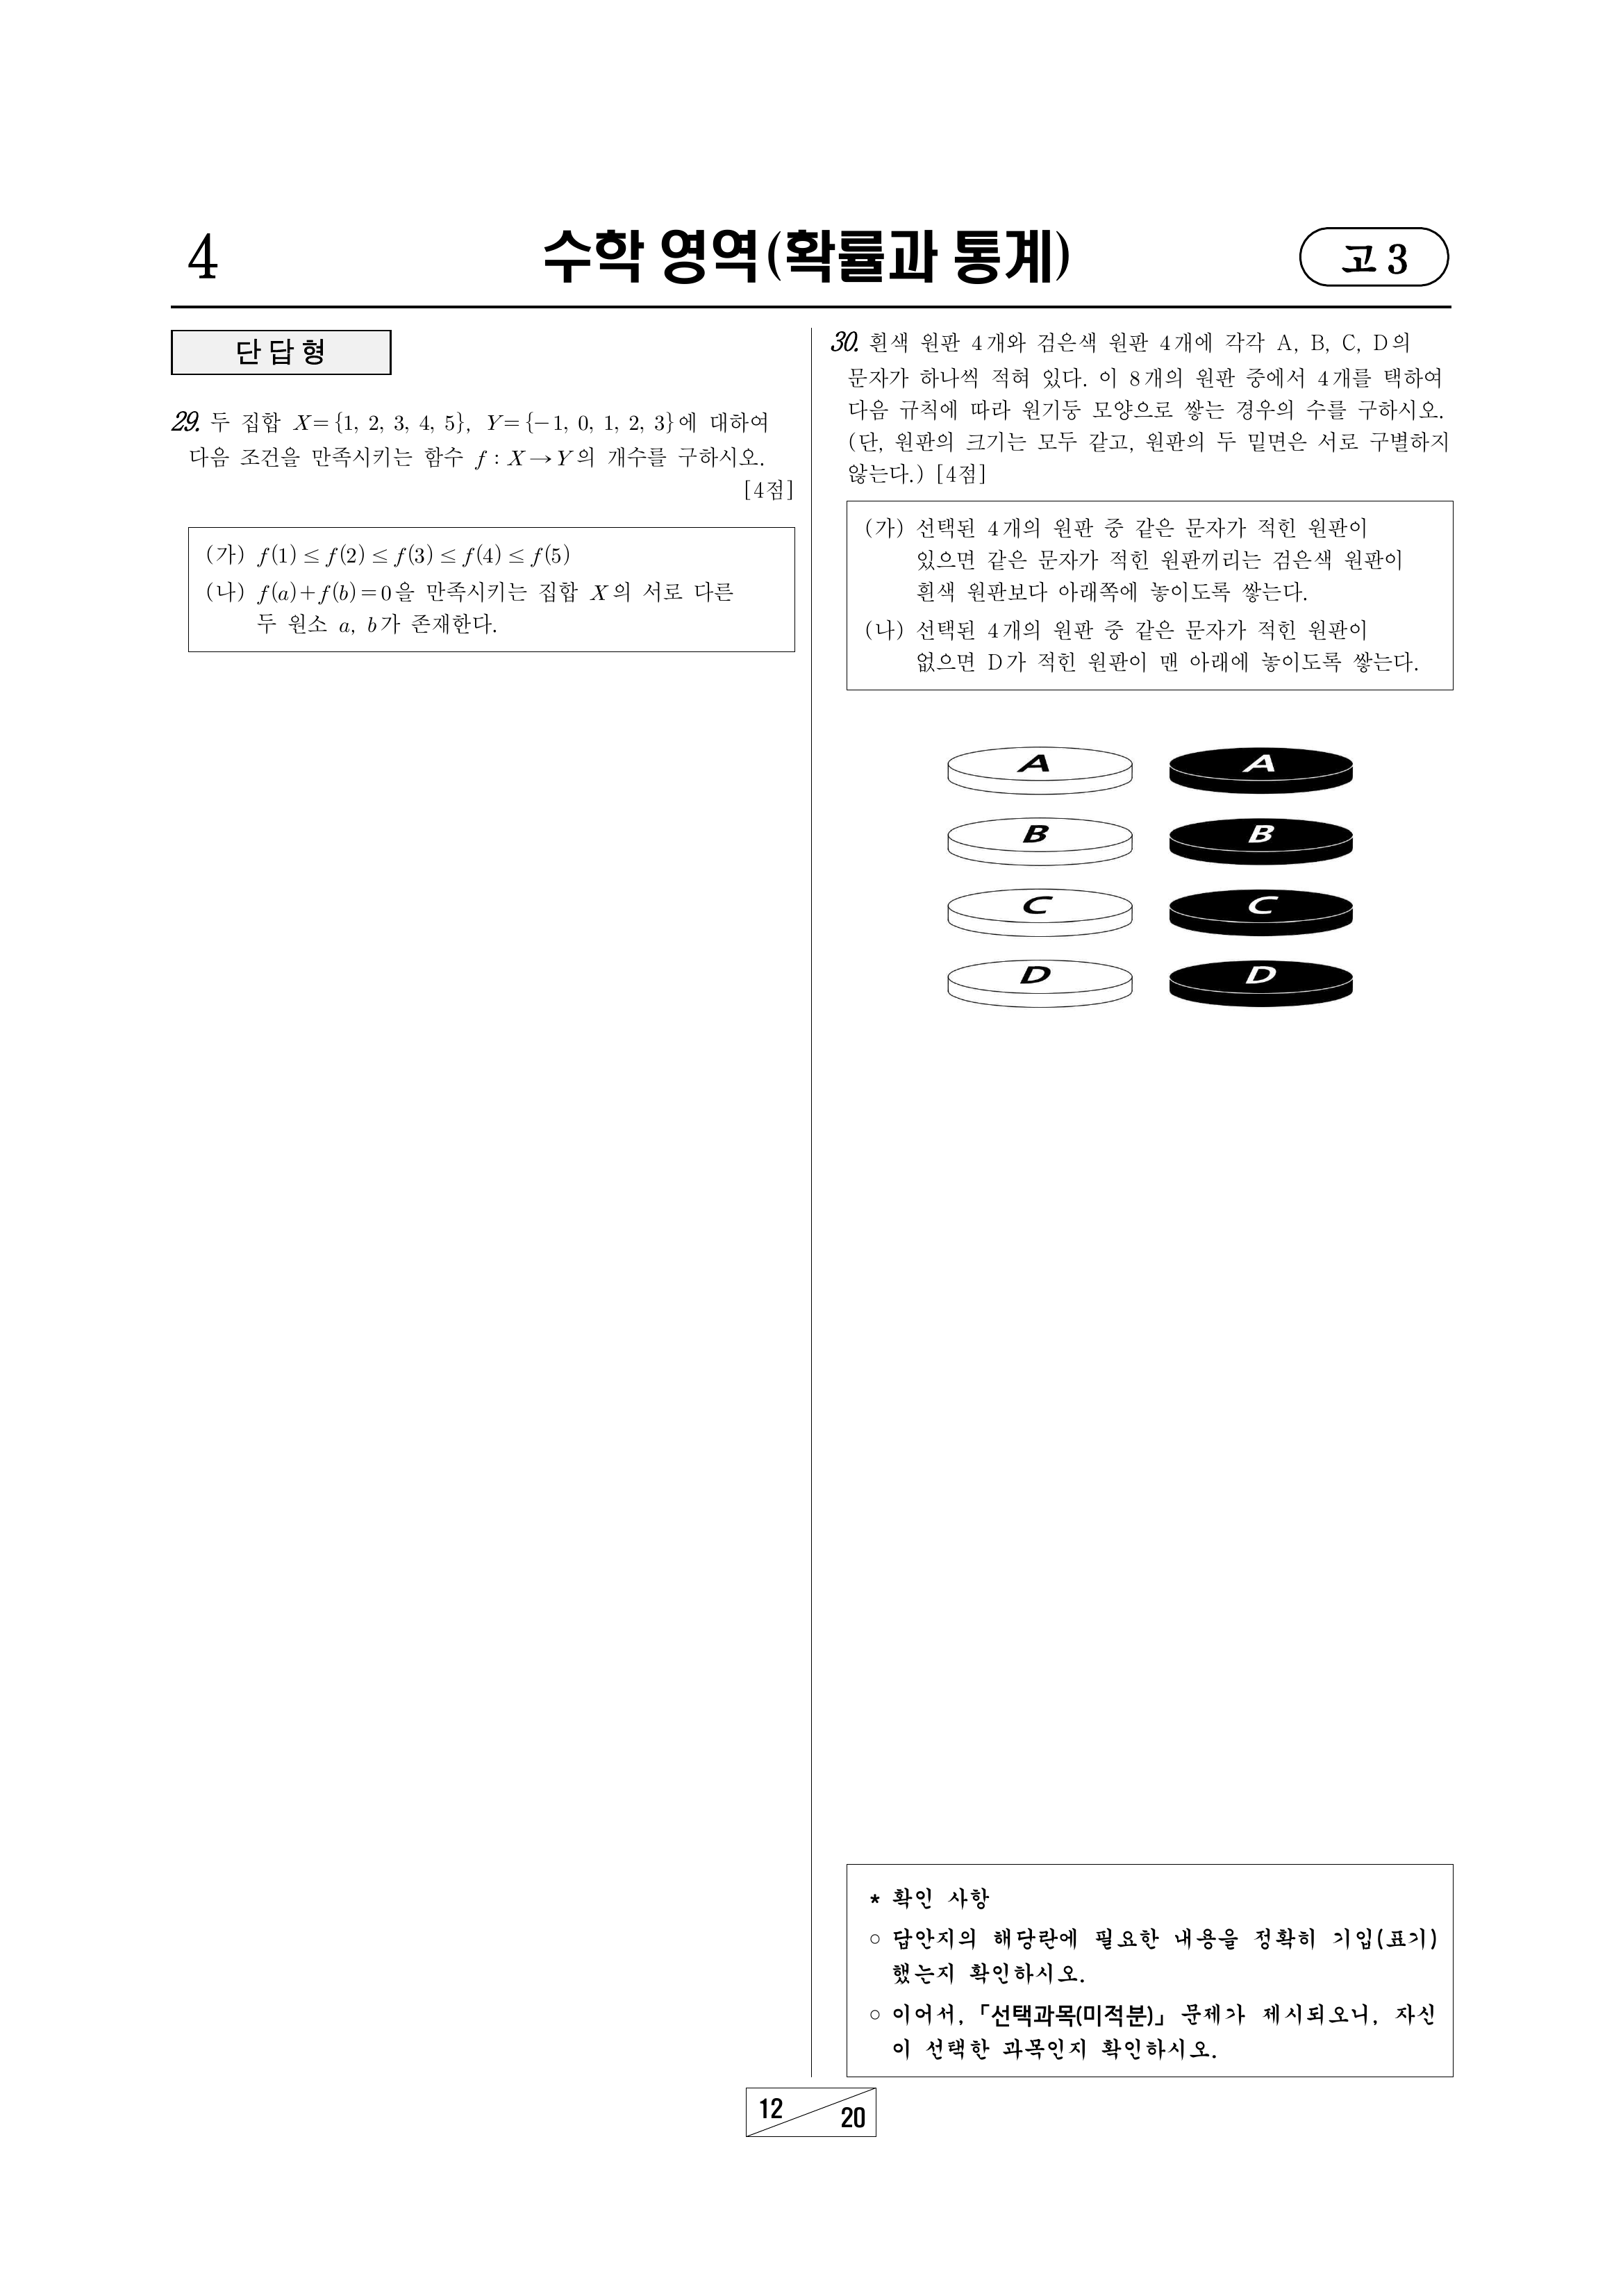 4
수학 영역(확률과 통계)
고3
단답형
29. 두 집합 X={1, 2, 3, 4, 5}, Y={-1, 0, 1, 2, 3}에 대하여
다음 조건을 만족시키는 함수 f : X→Y의 개수를 구하시오.
[4점]
(가) f(1)≤f(2)≤f(3)≤f(4)≤f(5)
(나) f(a)+f(b)=0을 만족시키는 집합 X의 서로 다른
두 원소 a, b가 존재한다.
30. 흰색 원판 4개와 검은색 원판 4개에 각각 A, B, C, D의
문자가 하나씩 적혀 있다. 이 8개의 원판 중에서 4개를 택하여
다음 규칙에 따라 원기둥 모양으로 쌓는 경우의 수를 구하시오.
(단, 원판의 크기는 모두 같고, 원판의 두 밑면은 서로 구별하지
않는다.) [4점]
(가) 선택된 4개의 원판 중 같은 문자가 적힌 원판이
있으면 같은 문자가 적힌 원판끼리는 검은색 원판이
흰색 원판보다 아래쪽에 놓이도록 쌓는다.
(나) 선택된 4개의 원판 중 같은 문자가 적힌 원판이
없으면 D가 적힌 원판이 맨 아래에 놓이도록 쌓는다.
A A
B B
C C
D D
* 확인 사항
○ 답안지의 해당란에 필요한 내용을 정확히 기입(표기)
했는지 확인하시오.
○ 이어서, 「선택과목(미적분)」 문제가 제시되오니, 자신
이 선택한 과목인지 확인하시오.
12
20